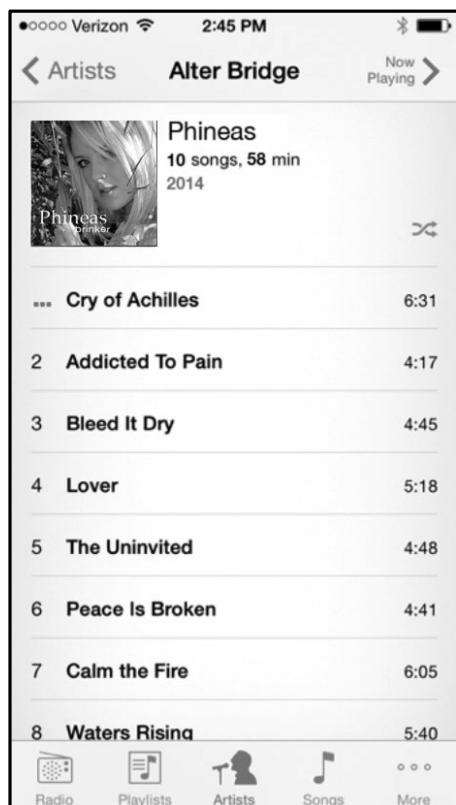 Verizon 2:45 PM
Artists Alter Bridge Now
Playing
Phineas
10 songs, 58 min
2014
Phineas
brinker
... Cry of Achilles 6:31
2 Addicted To Pain 4:17
3 Bleed It Dry 4:45
4 Lover 5:18
5 The Uninvited 4:48
6 Peace Is Broken 4:41
7 Calm the Fire 6:05
8 Waters Rising 5:40
Radio Playlists Artists Songs More